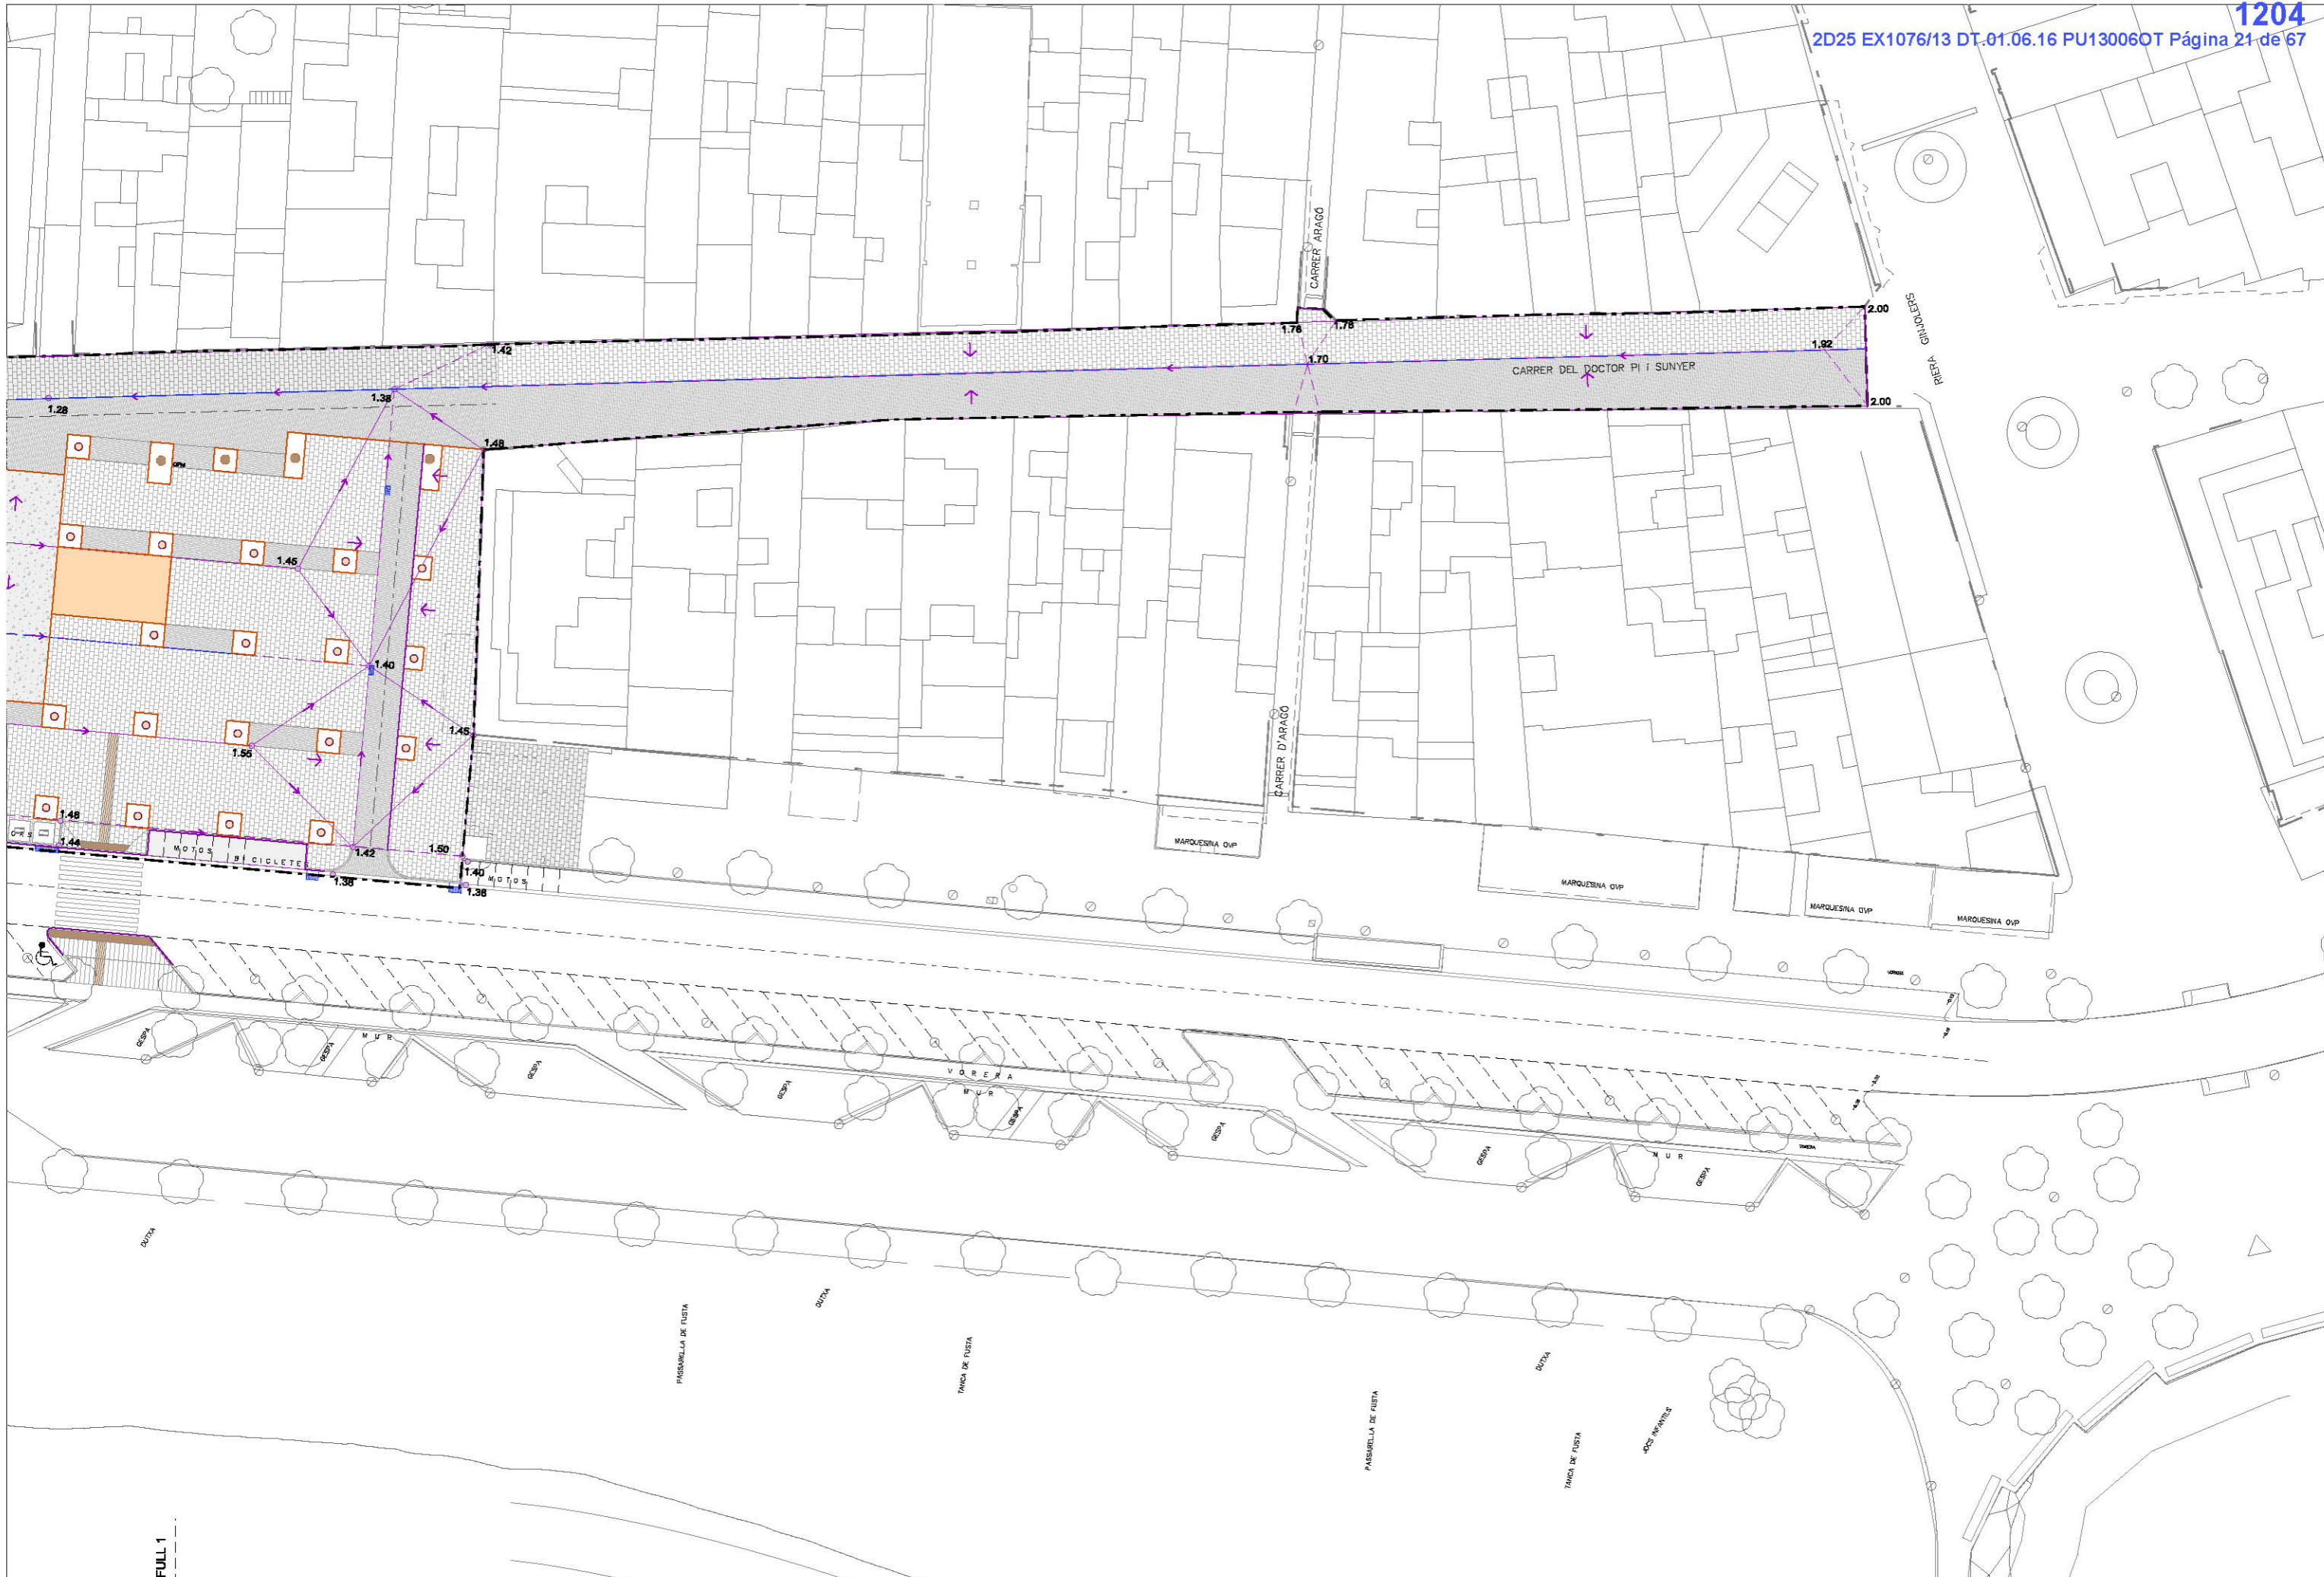 1204
2D25 EX1076/13 DT.01.06.16 PU13006OT Página 21 de 67
CARRER ARAGÓ
RIERA GINJOLERS
2.00
1.76
1.78
1.42
1.92
1.70
CARRER DEL DOCTOR PI I SUNYER
1.38
1.28
2.00
1.48
1.45
1.40
1.45
1.55
CARRER D'ARAGÓ
1.48
1.44
MOTOS
BICICLETES
1.42
1.50
1.40
MOTOS
1.38
1.38
MARQUESINA OVP
MARQUESINA OVP
MARQUESINA OVP
MARQUESINA OVP
GESPA
GESPA
MUR
GESPA
VORERA
GESPA
MUR
GESPA
GESPA
GESPA
MUR
GESPA
DUTXA
DUTXA
PASSAREL.LA DE FUSTA
TANCA DE FUSTA
DUTXA
PASSARELLA DE FUSTA
TANCA DE FUSTA
JOCS INFANTILS
FULL 1